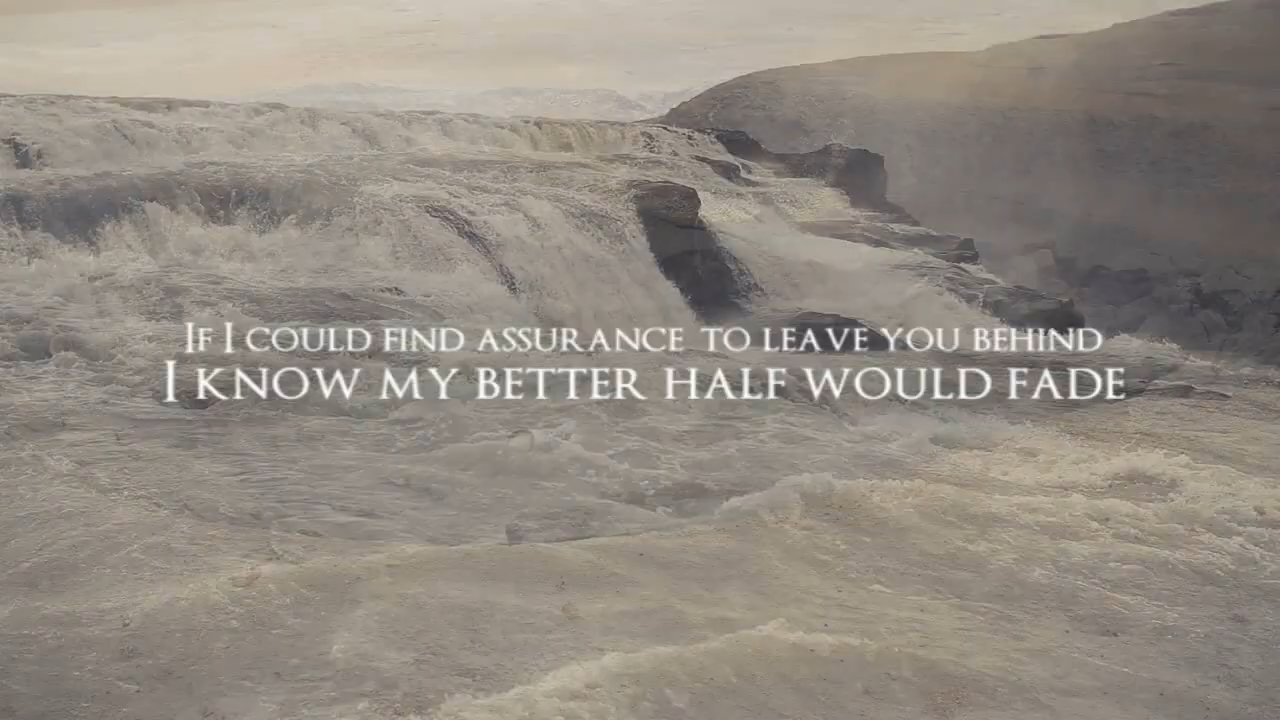 If I could find assurance to leave you behind
I know my better half would fade